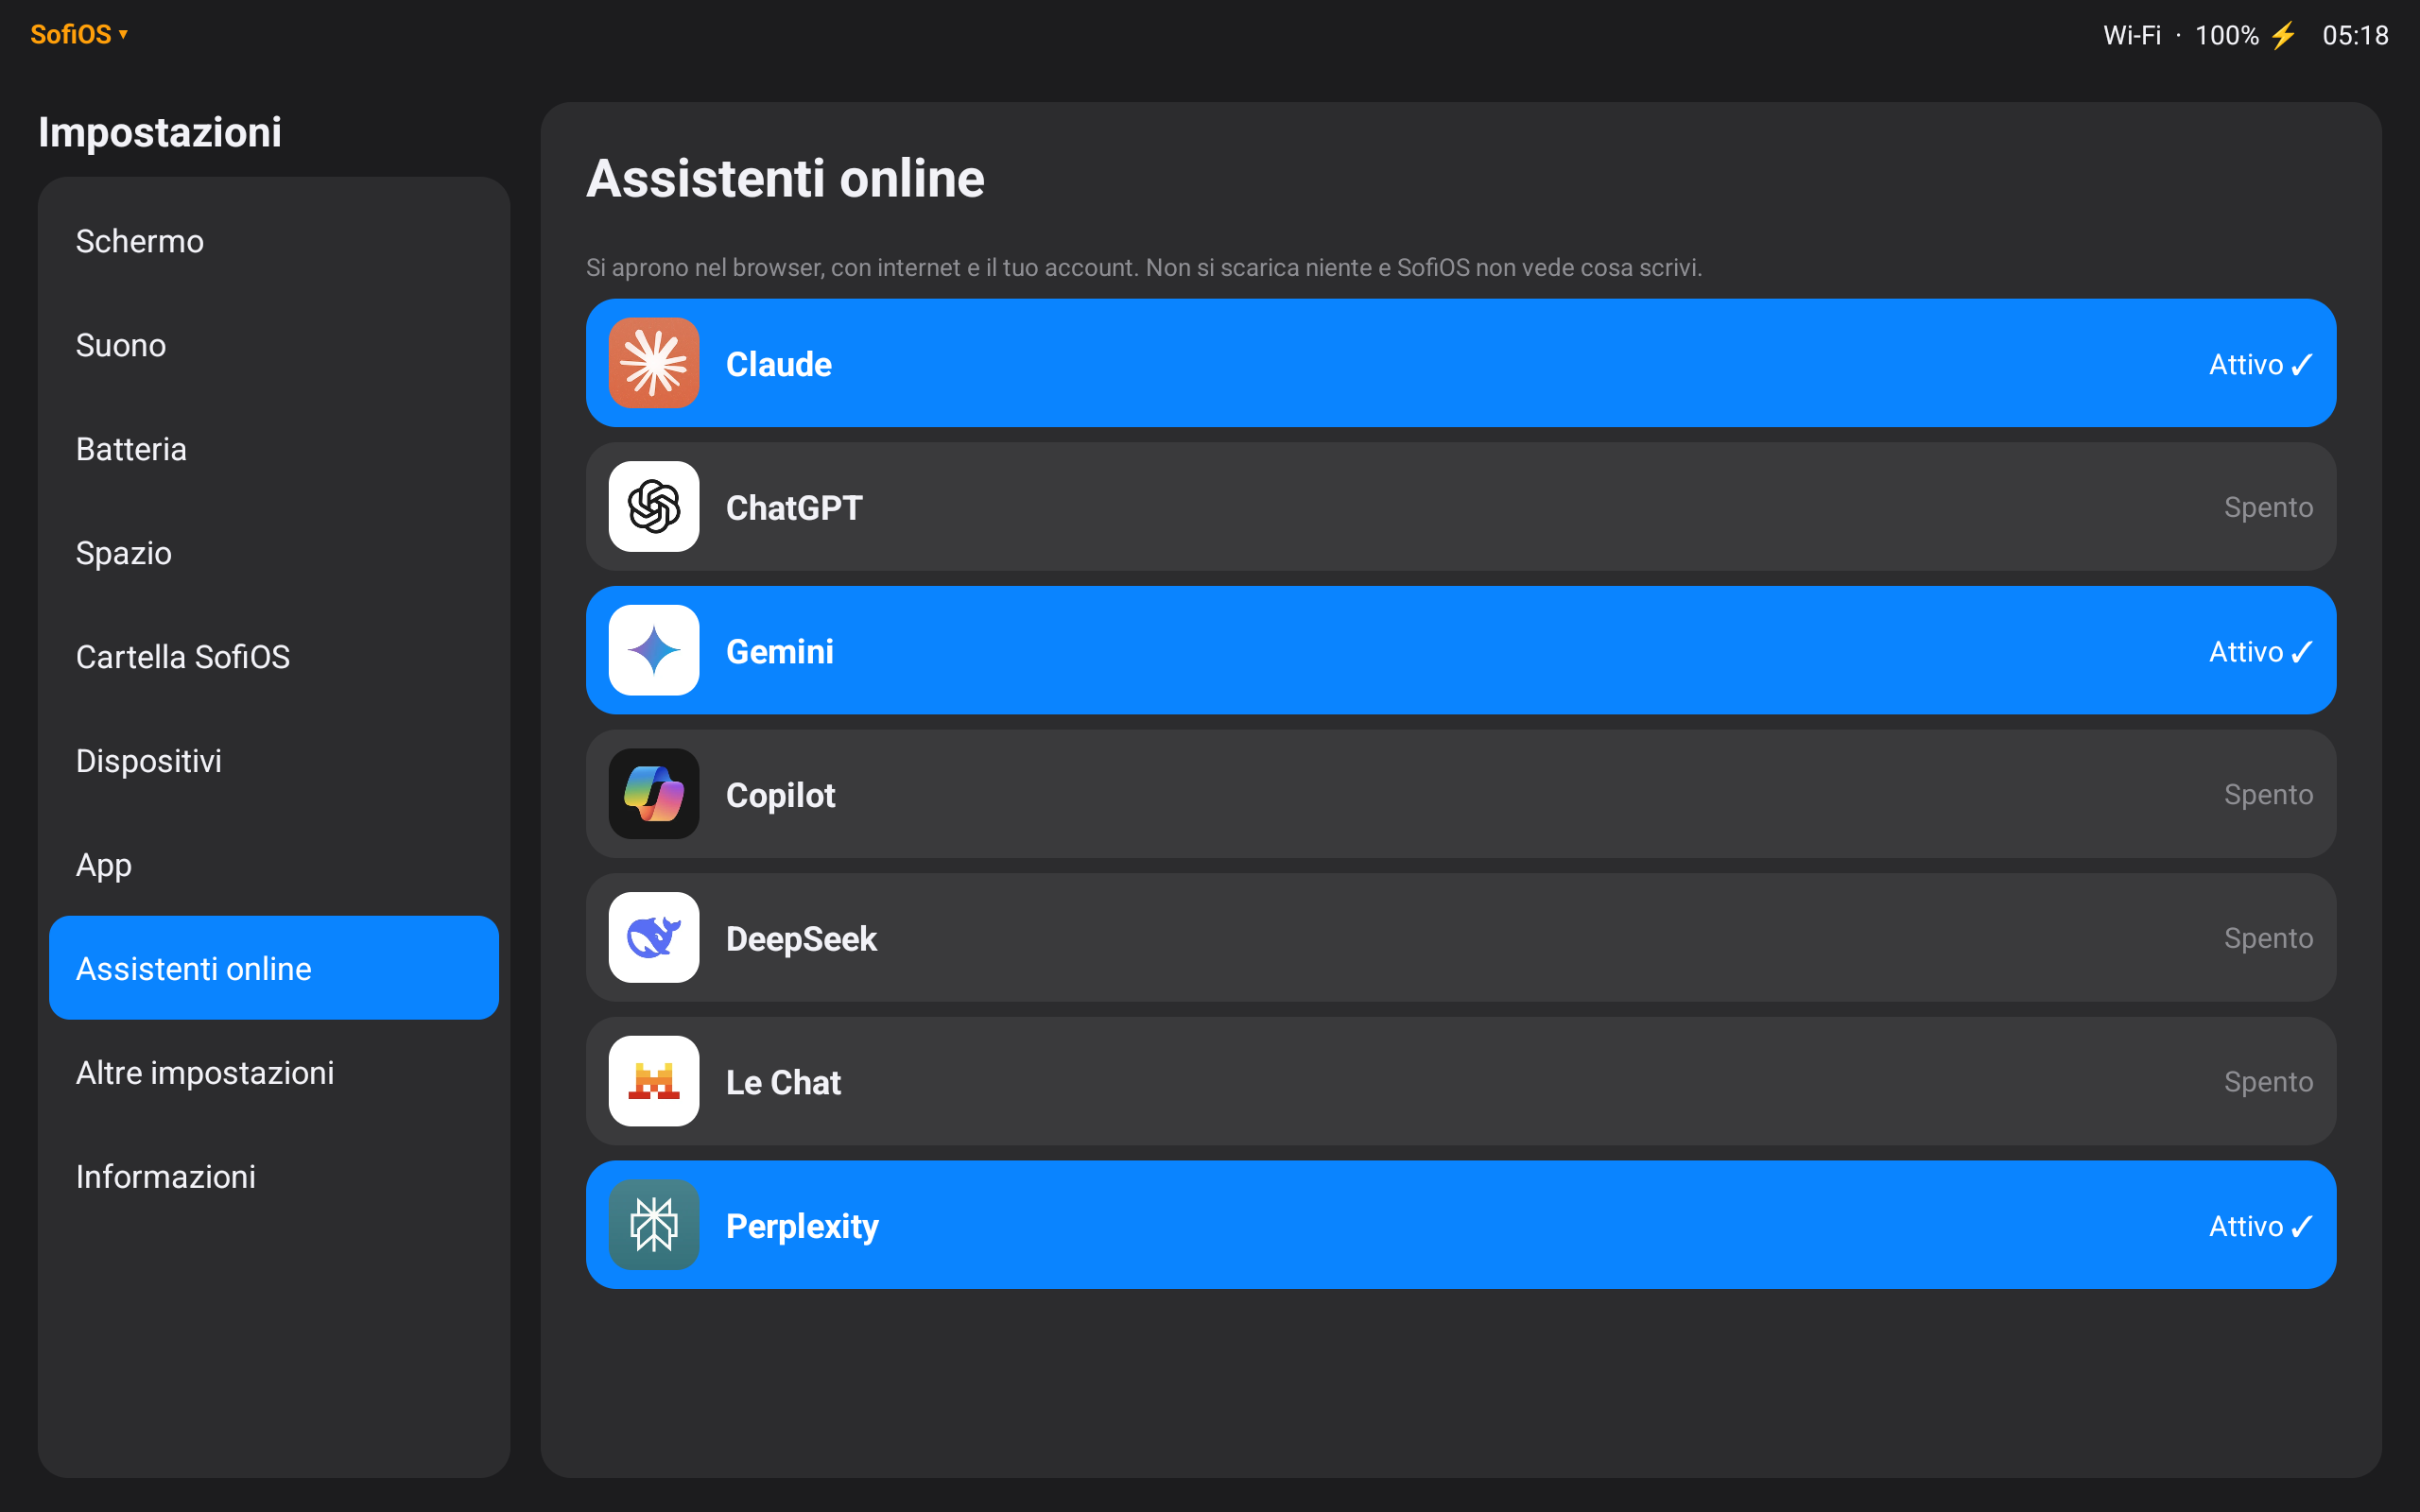 SofiOS ▾
Wi-Fi · 100% ⚡ 05:18
Impostazioni
Schermo
Suono
Batteria
Spazio
Cartella SofiOS
Dispositivi
App
Assistenti online
Altre impostazioni
Informazioni
Assistenti online
Si aprono nel browser, con internet e il tuo account. Non si scarica niente e SofiOS non vede cosa scrivi.
Claude Attivo ✓
ChatGPT Spento
Gemini Attivo ✓
Copilot Spento
DeepSeek Spento
Le Chat Spento
Perplexity Attivo ✓